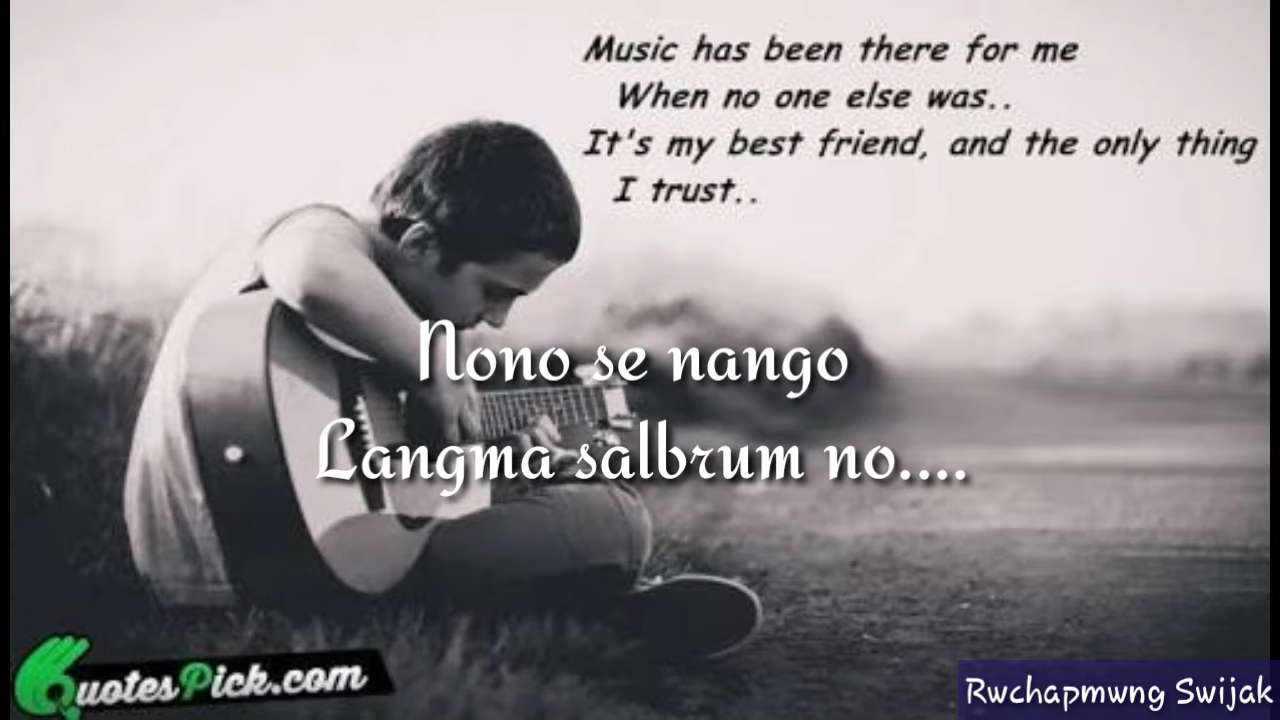 Music has been there for me
When no one else was..
It's my best friend, and the only thing
I trust..
Nono se nango
Langma salbrum no....
QuotesPick.com
Rwchapmwng Swijak